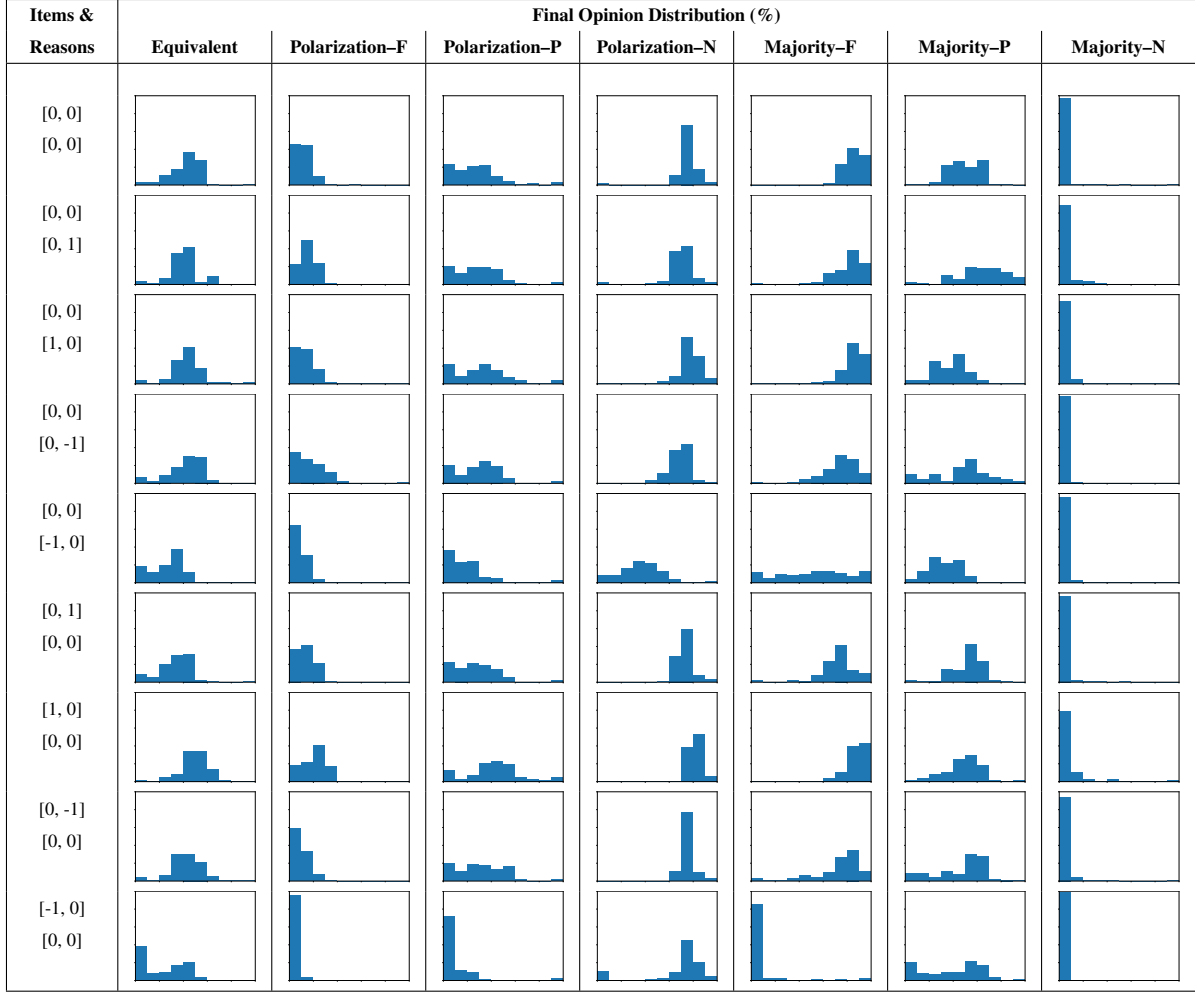 Items &
Final Opinion Distribution (%)
Reasons
Equivalent
Polarization–F
Polarization–P
Polarization–N
Majority–F
Majority–P
Majority–N
[0, 0]
[0, 0]
[0, 0]
[0, 1]
[0, 0]
[1, 0]
[0, 0]
[0, -1]
[0, 0]
[-1, 0]
[0, 1]
[0, 0]
[1, 0]
[0, 0]
[0, -1]
[0, 0]
[-1, 0]
[0, 0]